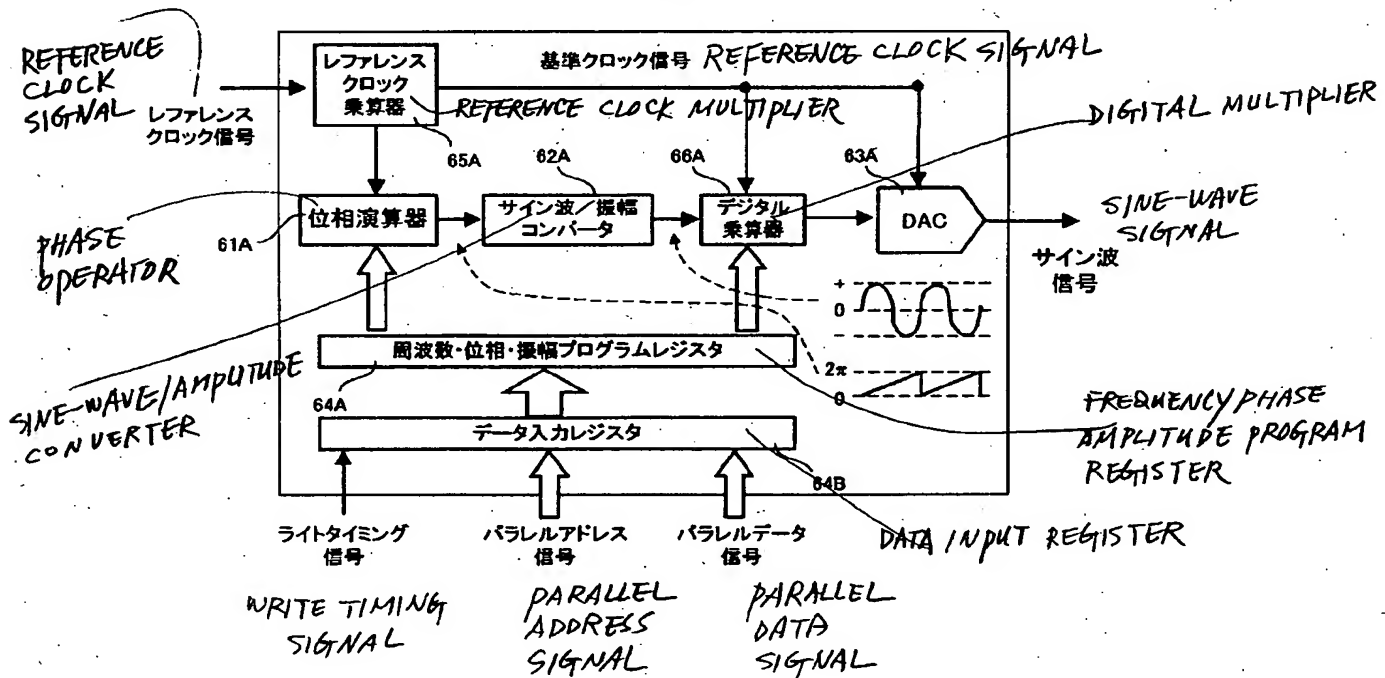 REFERENCE
CLOCK
SIGNAL
レファレンス
クロック信号
レファレンス
クロック
乗算器
REFERENCE CLOCK MULTIPLIER
65A
基準クロック信号 REFERENCE CLOCK SIGNAL
DIGITAL MULTIPLIER
PHASE
OPERATOR
61A
位相演算器
62A
サイン波/振幅
コンバータ
66A
デジタル
乗算器
63A
DAC
SINE-WAVE
SIGNAL
サイン波
信号
+
0
-
2π
0
周波数・位相・振幅プログラムレジスタ
64A
SINE-WAVE/AMPLITUDE
CONVERTER
FREQUENCY/PHASE
AMPLITUDE PROGRAM
REGISTER
データ入力レジスタ
64B
DATA INPUT REGISTER
ライトタイミング
信号
パラレルアドレス
信号
パラレルデータ
信号
WRITE TIMING
SIGNAL
PARALLEL
ADDRESS
SIGNAL
PARALLEL
DATA
SIGNAL